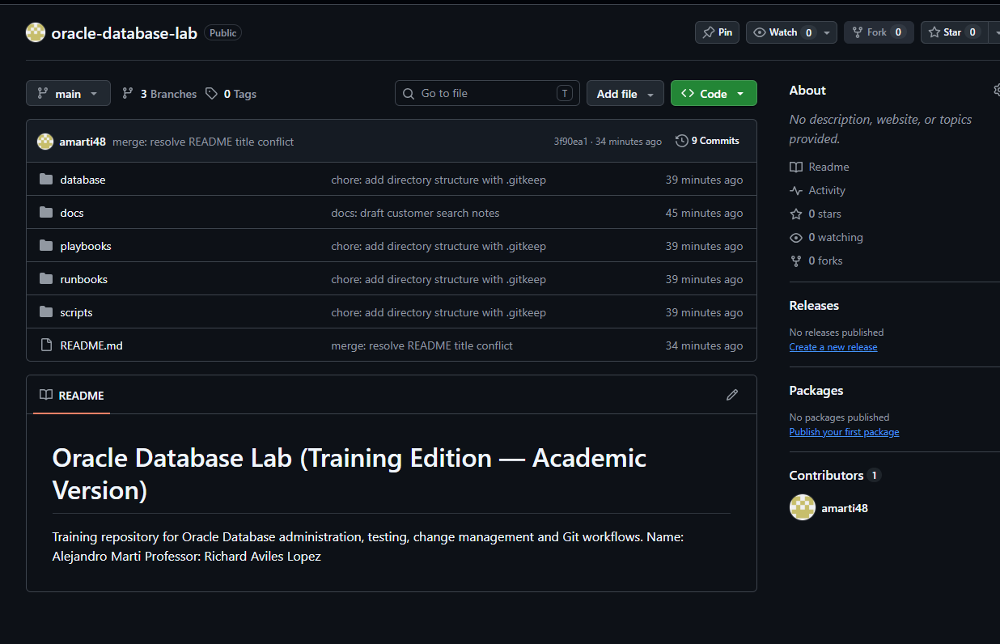 oracle-database-lab Public
Pin Watch 0 Fork 0 Star 0
main 3 Branches 0 Tags Go to file T Add file Code
amarti48 merge: resolve README title conflict 3f90ea1 · 34 minutes ago 9 Commits
database chore: add directory structure with .gitkeep 39 minutes ago
docs docs: draft customer search notes 45 minutes ago
playbooks chore: add directory structure with .gitkeep 39 minutes ago
runbooks chore: add directory structure with .gitkeep 39 minutes ago
scripts chore: add directory structure with .gitkeep 39 minutes ago
README.md merge: resolve README title conflict 34 minutes ago
README
Oracle Database Lab (Training Edition — Academic
Version)
Training repository for Oracle Database administration, testing, change management and Git workflows. Name:
Alejandro Marti Professor: Richard Aviles Lopez
About
No description, website, or topics
provided.
Readme
Activity
0 stars
0 watching
0 forks
Releases
No releases published
Create a new release
Packages
No packages published
Publish your first package
Contributors 1
amarti48